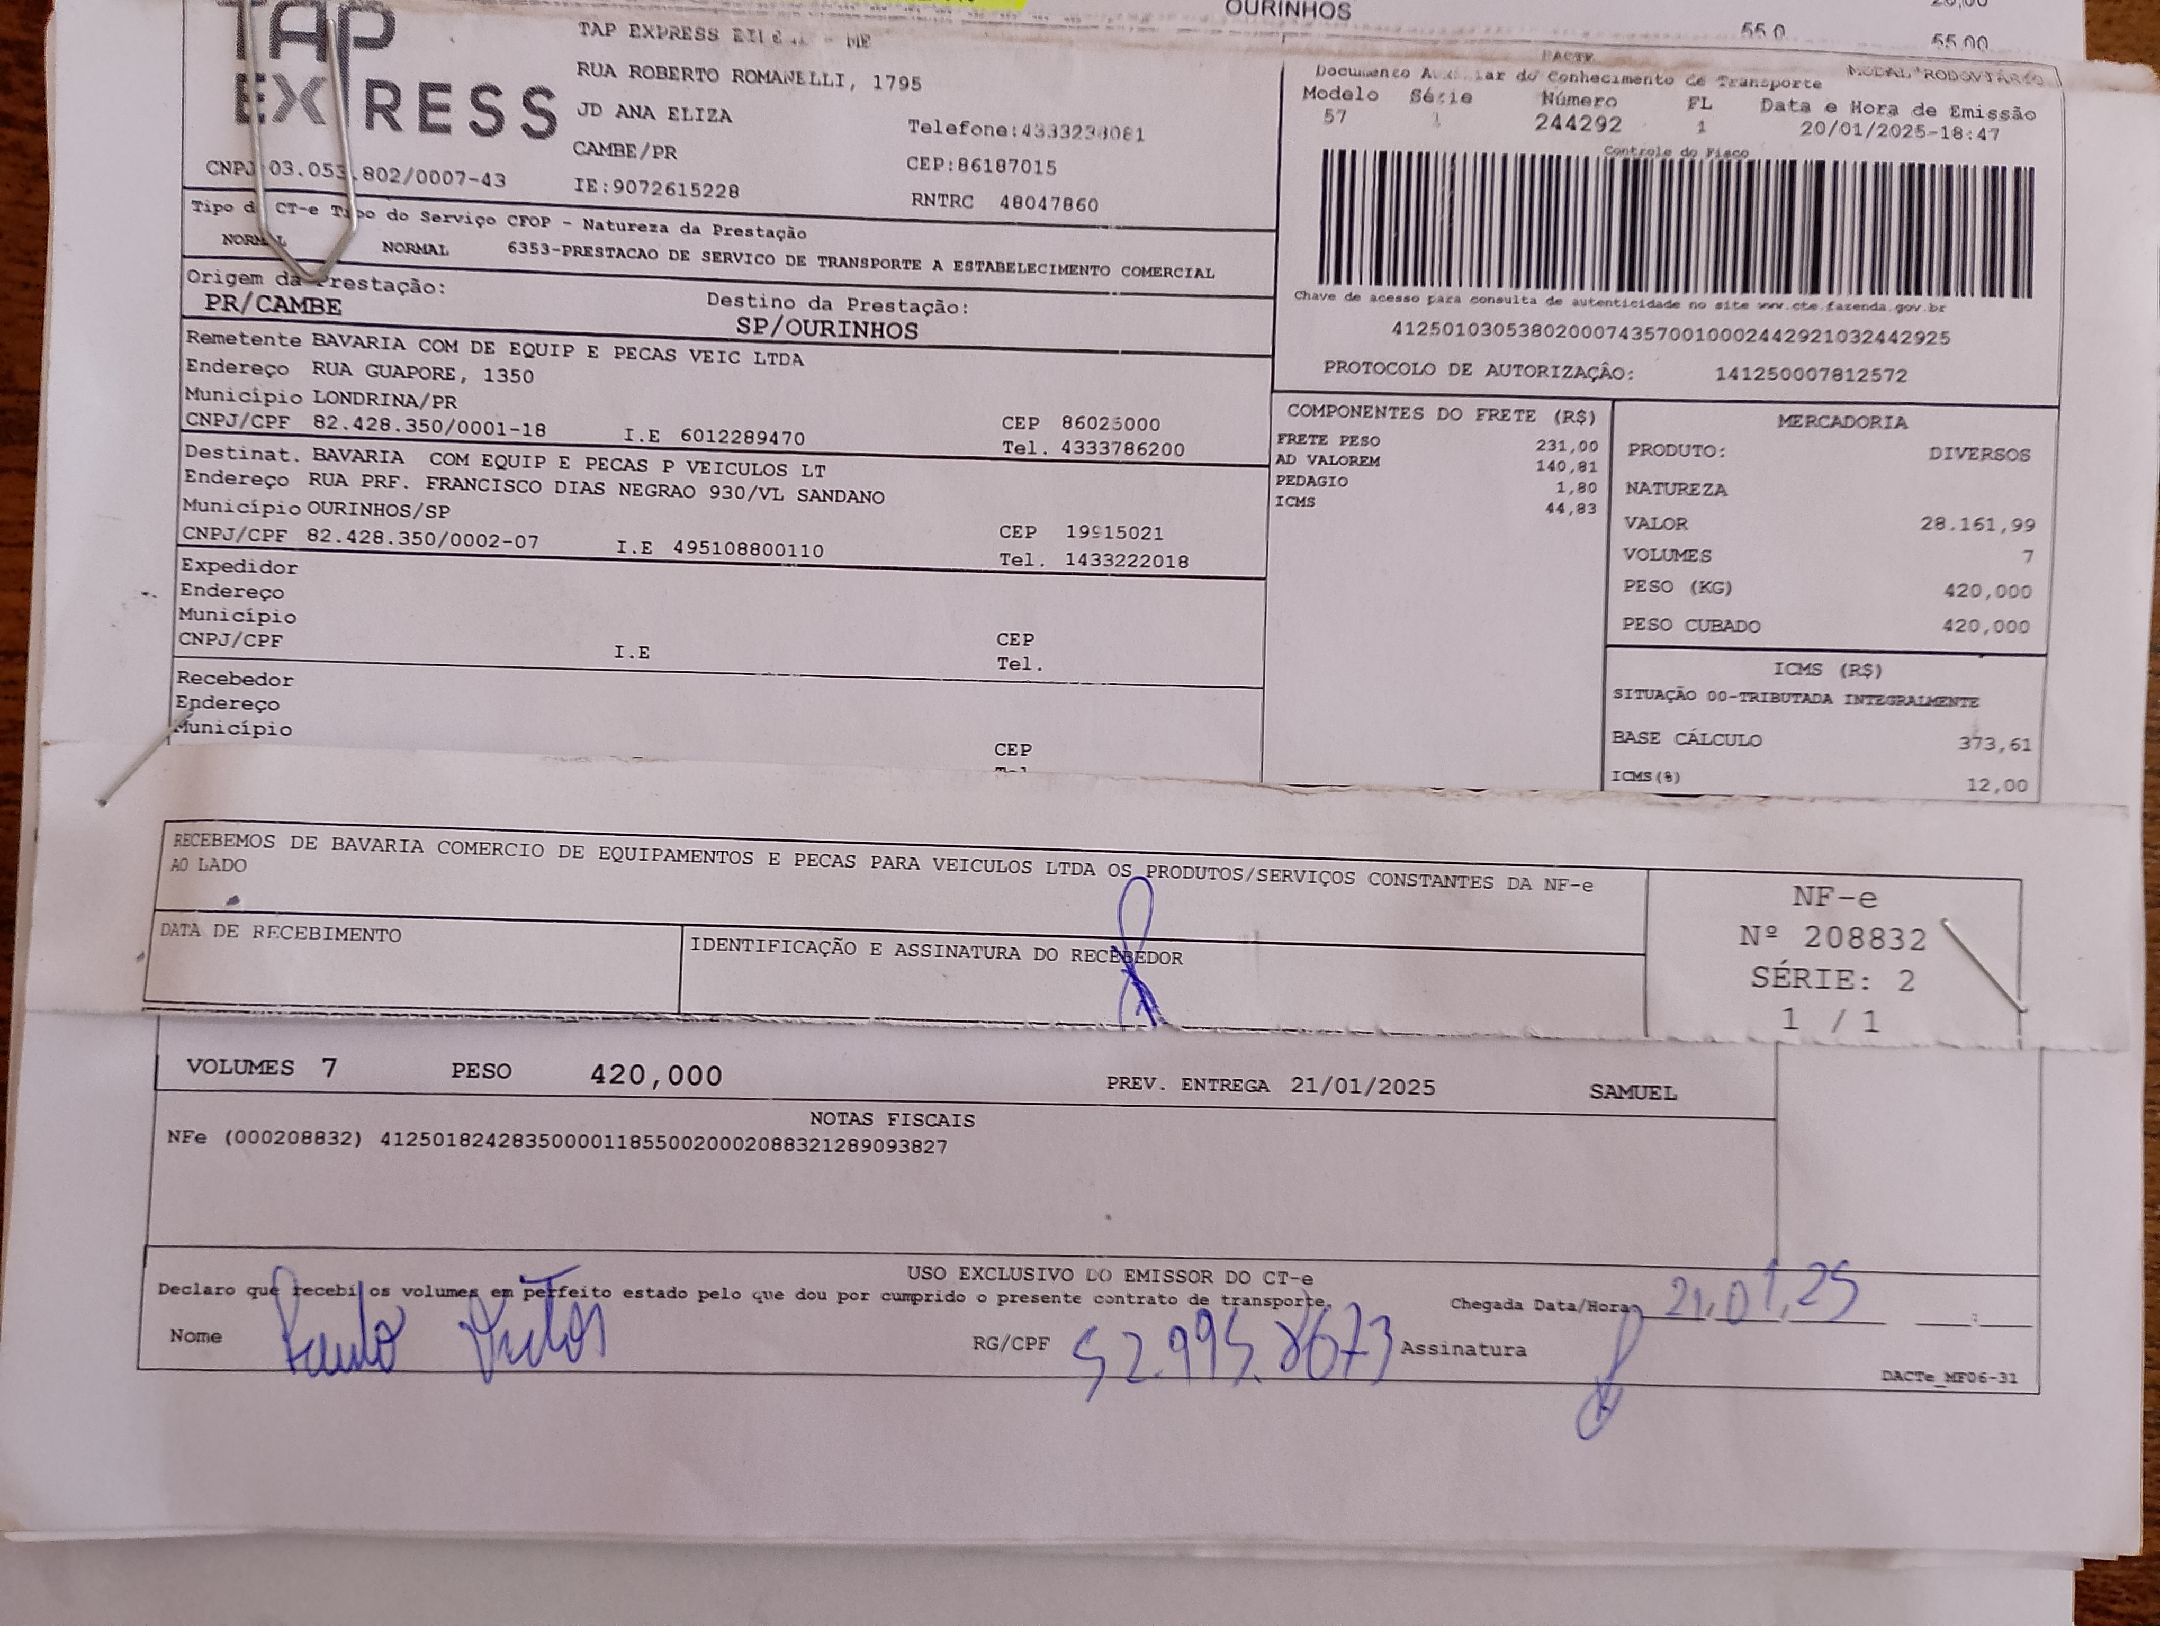 OURINHOS
55,00
TAP
EXPRESS
TAP EXPRESS
RUA ROBERTO ROMANELLI, 1795
JD ANA ELIZA
Telefone:4333238081
CAMBE/PR
CEP:86187015
CNPJ:03.053.802/0007-43
IE:9072615228
RNTRC 48047860
DACTE
MODAL RODOVIÁRIO
Documento Auxiliar do Conhecimento de Transporte
Modelo Série Número FL Data e Hora de Emissão
57 1 244292 1 20/01/2025-18:47
Controle do Fisco
Chave de acesso para consulta de autenticidade no site www.cte.fazenda.gov.br
41250103053802000743570010002442921032442925
PROTOCOLO DE AUTORIZAÇÃO: 141250007812572
Tipo do CT-e Tipo do Serviço CFOP - Natureza da Prestação
NORMAL NORMAL 6353-PRESTACAO DE SERVICO DE TRANSPORTE A ESTABELECIMENTO COMERCIAL
Origem da Prestação: Destino da Prestação:
PR/CAMBE SP/OURINHOS
Remetente BAVARIA COM DE EQUIP E PECAS VEIC LTDA
Endereço RUA GUAPORE, 1350
Município LONDRINA/PR CEP 86025000
CNPJ/CPF 82.428.350/0001-18 I.E 6012289470 Tel. 4333786200
Destinat. BAVARIA COM EQUIP E PECAS P VEICULOS LT
Endereço RUA PRF. FRANCISCO DIAS NEGRAO 930/VL SANDANO
Município OURINHOS/SP CEP 19915021
CNPJ/CPF 82.428.350/0002-07 I.E 495108800110 Tel. 1433222018
Expedidor
Endereço
Município CEP
CNPJ/CPF I.E Tel.
Recebedor
Endereço
Município CEP
COMPONENTES DO FRETE (R$)
FRETE PESO 231,00
AD VALOREM 140,81
PEDAGIO 1,80
ICMS 44,83
MERCADORIA
PRODUTO: DIVERSOS
NATUREZA
VALOR 28.161,99
VOLUMES 7
PESO (KG) 420,000
PESO CUBADO 420,000
ICMS (R$)
SITUAÇÃO 00-TRIBUTADA INTEGRALMENTE
BASE CÁLCULO 373,61
ICMS(%) 12,00
RECEBEMOS DE BAVARIA COMERCIO DE EQUIPAMENTOS E PECAS PARA VEICULOS LTDA OS PRODUTOS/SERVIÇOS CONSTANTES DA NF-e
AO LADO
DATA DE RECEBIMENTO
IDENTIFICAÇÃO E ASSINATURA DO RECEBEDOR
NF-e
Nº 208832
SÉRIE: 2
1 / 1
VOLUMES 7 PESO 420,000 PREV. ENTREGA 21/01/2025 SAMUEL
NOTAS FISCAIS
NFe (000208832) 41250182428350000118550020002088321289093827
USO EXCLUSIVO DO EMISSOR DO CT-e
Declaro que recebi os volumes em perfeito estado pelo que dou por cumprido o presente contrato de transporte.
Chegada Data/Hora 21,01,25
Nome Paulo RG/CPF 52.995.8673 Assinatura
DACTe_MF06-31